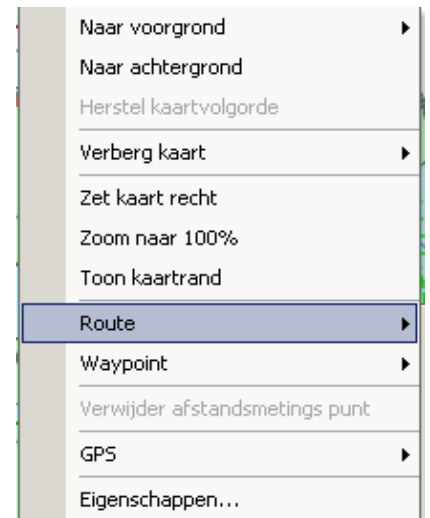 Naar voorgrond
Naar achtergrond
Herstel kaartvolgorde
Verberg kaart
Zet kaart recht
Zoom naar 100%
Toon kaartrand
Route
Waypoint
Verwijder afstandsmetings punt
GPS
Eigenschappen...